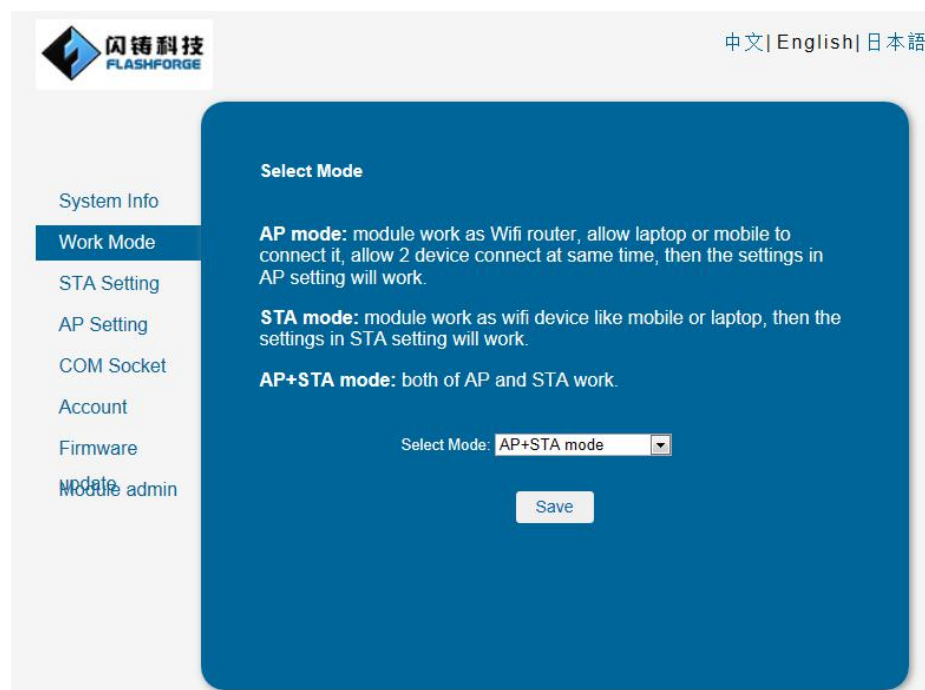 闪铸科技
FLASHFORGE
中文| English| 日本語
System Info
Work Mode
STA Setting
AP Setting
COM Socket
Account
Firmware
update
Module admin
Select Mode
AP mode: module work as Wifi router, allow laptop or mobile to
connect it, allow 2 device connect at same time, then the settings in
AP setting will work.
STA mode: module work as wifi device like mobile or laptop, then the
settings in STA setting will work.
AP+STA mode: both of AP and STA work.
Select Mode: AP+STA mode
Save